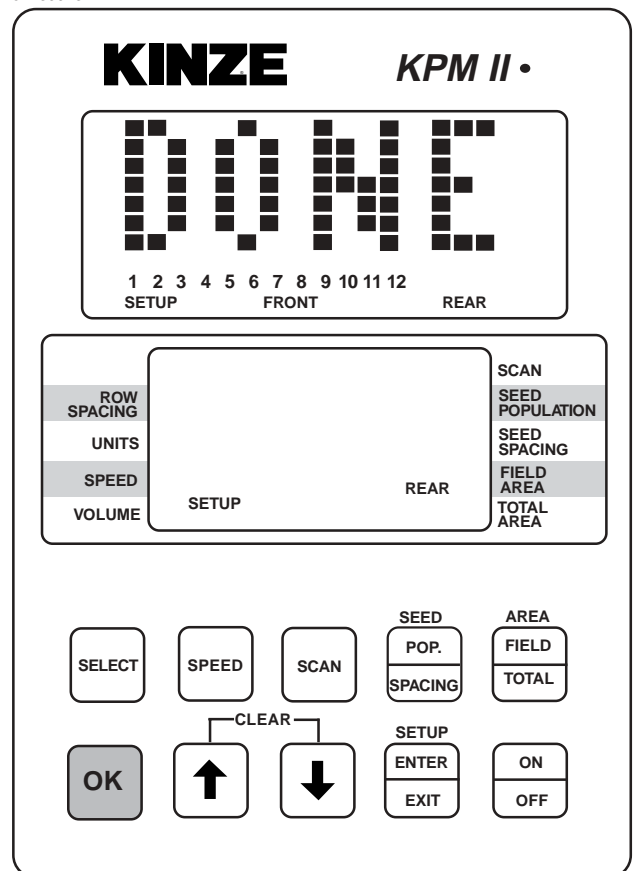 KINZE KPM II •
DONE
1 2 3 4 5 6 7 8 9 10 11 12
SETUP FRONT REAR
SCAN
ROW
SPACING
SEED
POPULATION
UNITS
SEED
SPACING
SPEED
FIELD
AREA
SETUP REAR
VOLUME
TOTAL
AREA
SEED AREA
SELECT SPEED SCAN POP. FIELD
SPACING TOTAL
CLEAR SETUP
OK ENTER ON
EXIT OFF